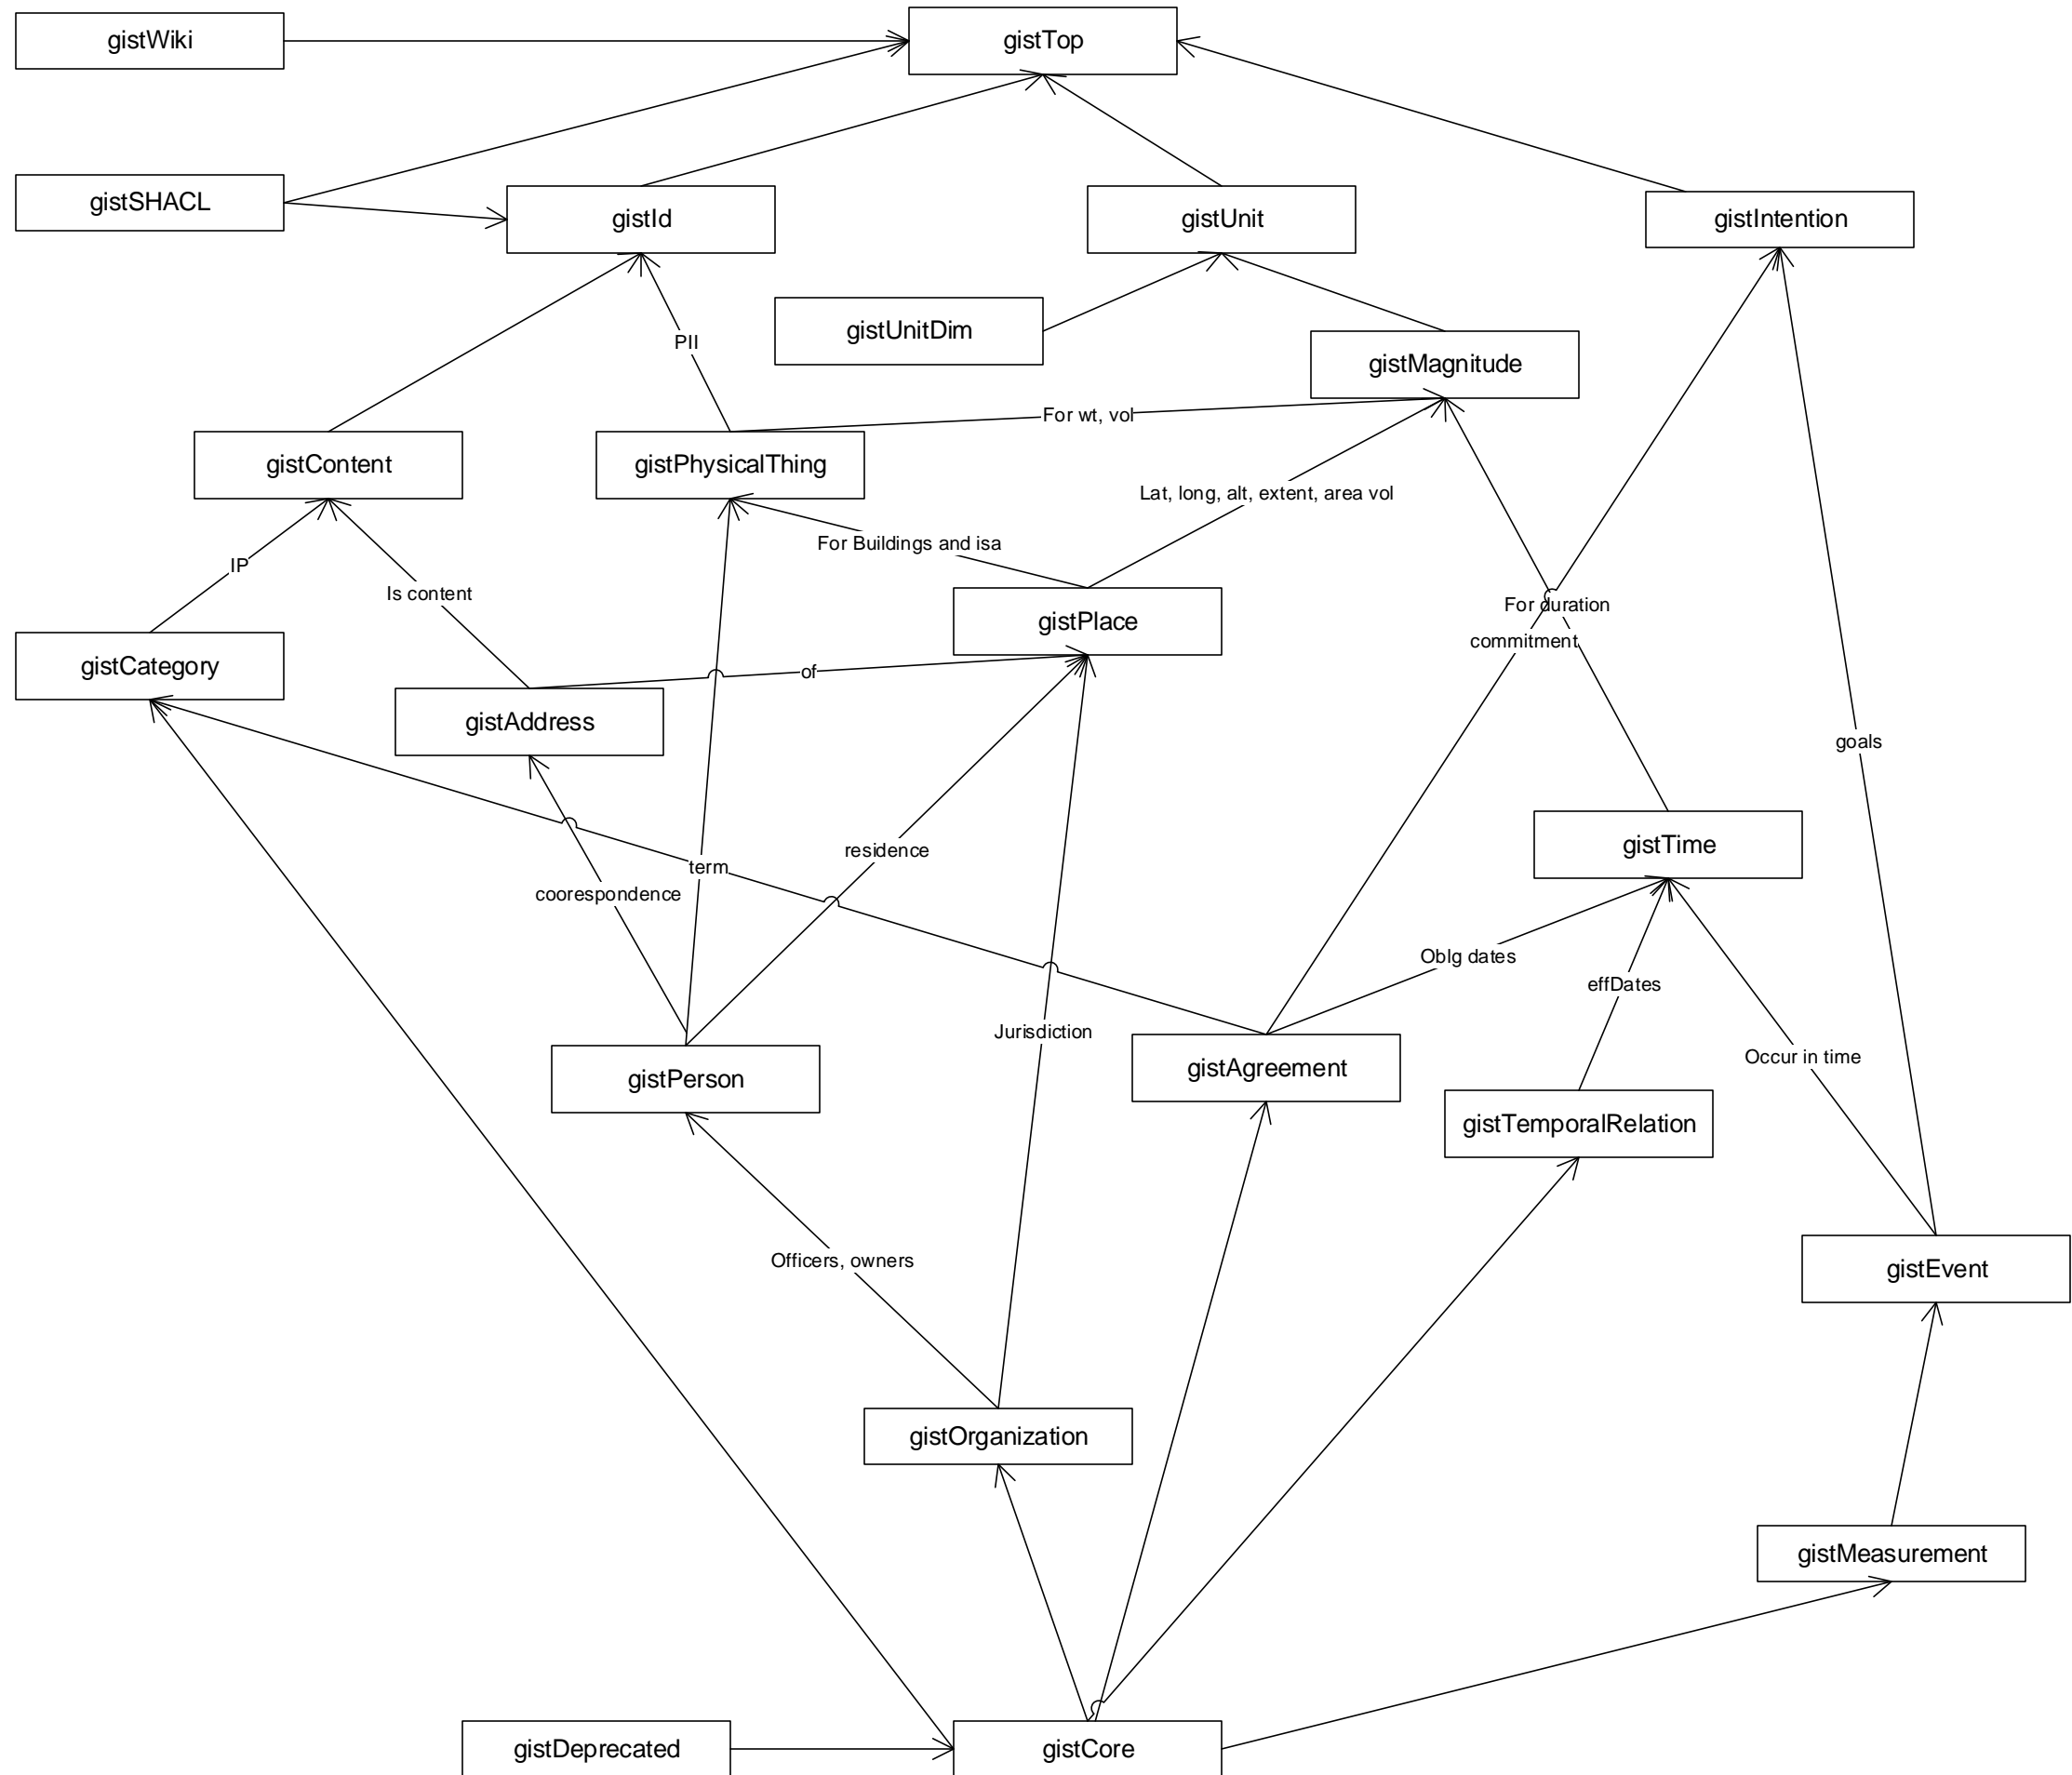 gistWiki
gistTop
gistSHACL
gistId
gistUnit
gistIntention
gistUnitDim
PII
gistMagnitude
For wt, vol
gistContent
gistPhysicalThing
Lat, long, alt, extent, area vol
For Buildings and isa
IP
Is content
For duration
gistPlace
commitment
gistCategory
of
gistAddress
goals
gistTime
residence
term
coorespondence
Oblg dates
effDates
Jurisdiction
Occur in time
gistAgreement
gistPerson
gistTemporalRelation
Officers, owners
gistEvent
gistOrganization
gistMeasurement
gistDeprecated
gistCore